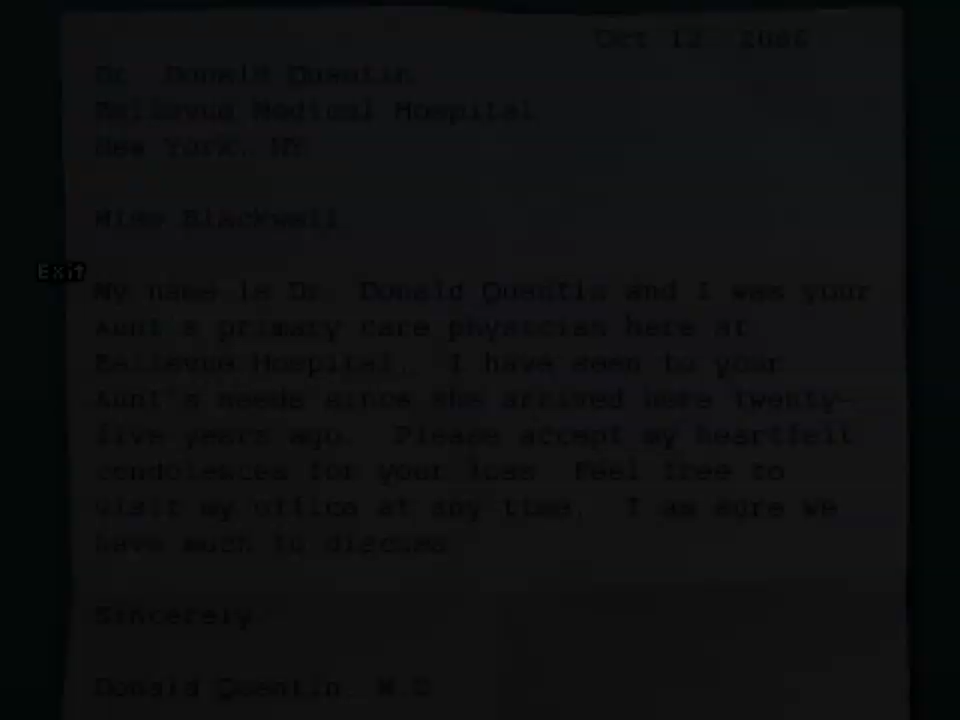 Oct 12, 2006
Dr. Donald Quentin
Bellevue Medical Hospital
New York, NY
Miss Blackwell
Exit
My name is Dr. Donald Quentin and I was your
Aunt's primary care physician here at
Bellevue Hospital. I have seen to your
Aunt's needs since she arrived here twenty-
five years ago. Please accept my heartfelt
condolences for your loss. Feel free to
visit my office at any time. I am sure we
have much to discuss.
Sincerely,
Donald Quentin, M.D.